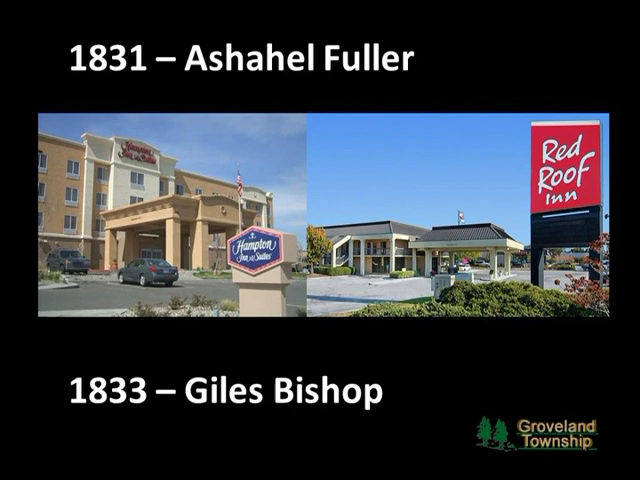 1831 – Ashahel Fuller
Hampton
Inn & Suites
Hampton
Inn & Suites
Red
Roof
Inn
1833 – Giles Bishop
Groveland
Township